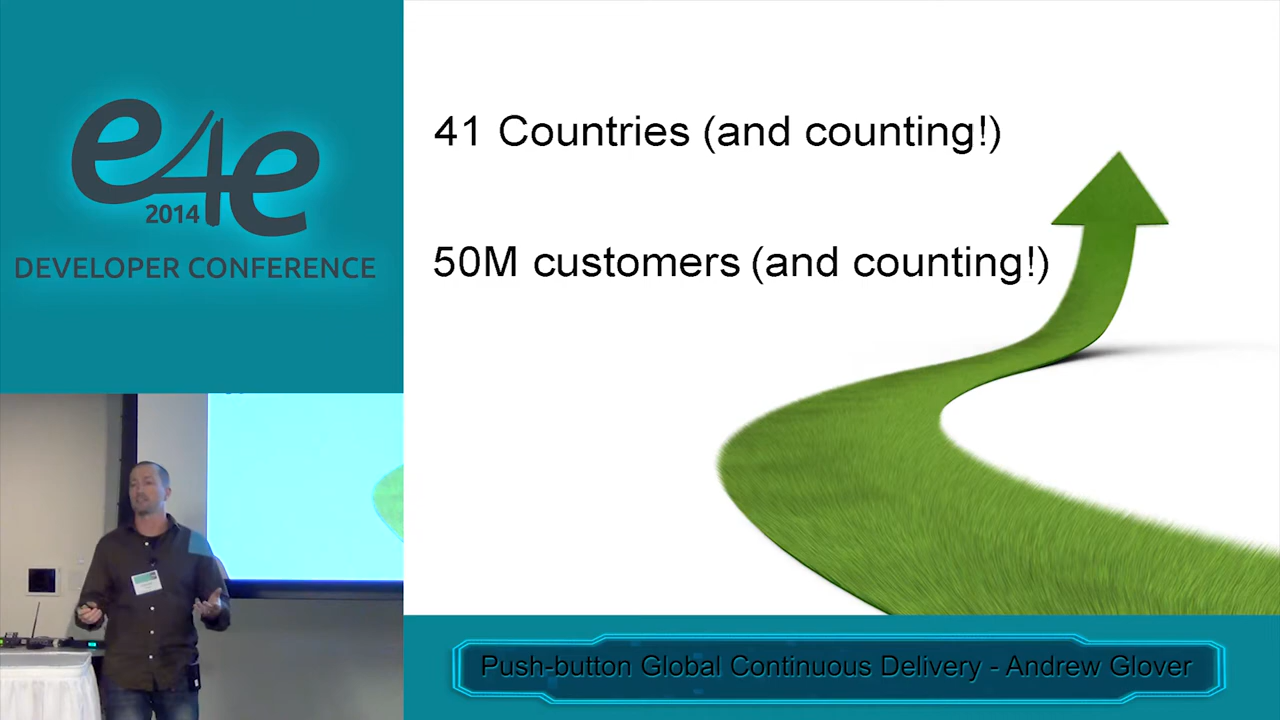 e4e
2014
DEVELOPER CONFERENCE
41 Countries (and counting!)
50M customers (and counting!)
Push-button Global Continuous Delivery - Andrew Glover